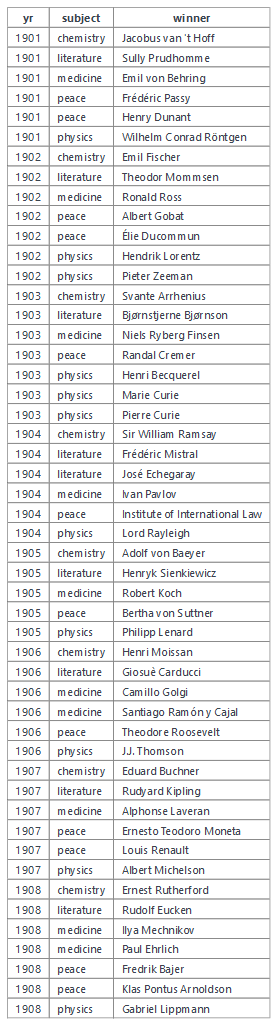 yr subject winner
1901 chemistry Jacobus van 't Hoff
1901 literature Sully Prudhomme
1901 medicine Emil von Behring
1901 peace Frédéric Passy
1901 peace Henry Dunant
1901 physics Wilhelm Conrad Röntgen
1902 chemistry Emil Fischer
1902 literature Theodor Mommsen
1902 medicine Ronald Ross
1902 peace Albert Gobat
1902 peace Élie Ducommun
1902 physics Hendrik Lorentz
1902 physics Pieter Zeeman
1903 chemistry Svante Arrhenius
1903 literature Bjørnstjerne Bjørnson
1903 medicine Niels Ryberg Finsen
1903 peace Randal Cremer
1903 physics Henri Becquerel
1903 physics Marie Curie
1903 physics Pierre Curie
1904 chemistry Sir William Ramsay
1904 literature Frédéric Mistral
1904 literature José Echegaray
1904 medicine Ivan Pavlov
1904 peace Institute of International Law
1904 physics Lord Rayleigh
1905 chemistry Adolf von Baeyer
1905 literature Henryk Sienkiewicz
1905 medicine Robert Koch
1905 peace Bertha von Suttner
1905 physics Philipp Lenard
1906 chemistry Henri Moissan
1906 literature Giosuè Carducci
1906 medicine Camillo Golgi
1906 medicine Santiago Ramón y Cajal
1906 peace Theodore Roosevelt
1906 physics J.J. Thomson
1907 chemistry Eduard Buchner
1907 literature Rudyard Kipling
1907 medicine Alphonse Laveran
1907 peace Ernesto Teodoro Moneta
1907 peace Louis Renault
1907 physics Albert Michelson
1908 chemistry Ernest Rutherford
1908 literature Rudolf Eucken
1908 medicine Ilya Mechnikov
1908 medicine Paul Ehrlich
1908 peace Fredrik Bajer
1908 peace Klas Pontus Arnoldson
1908 physics Gabriel Lippmann